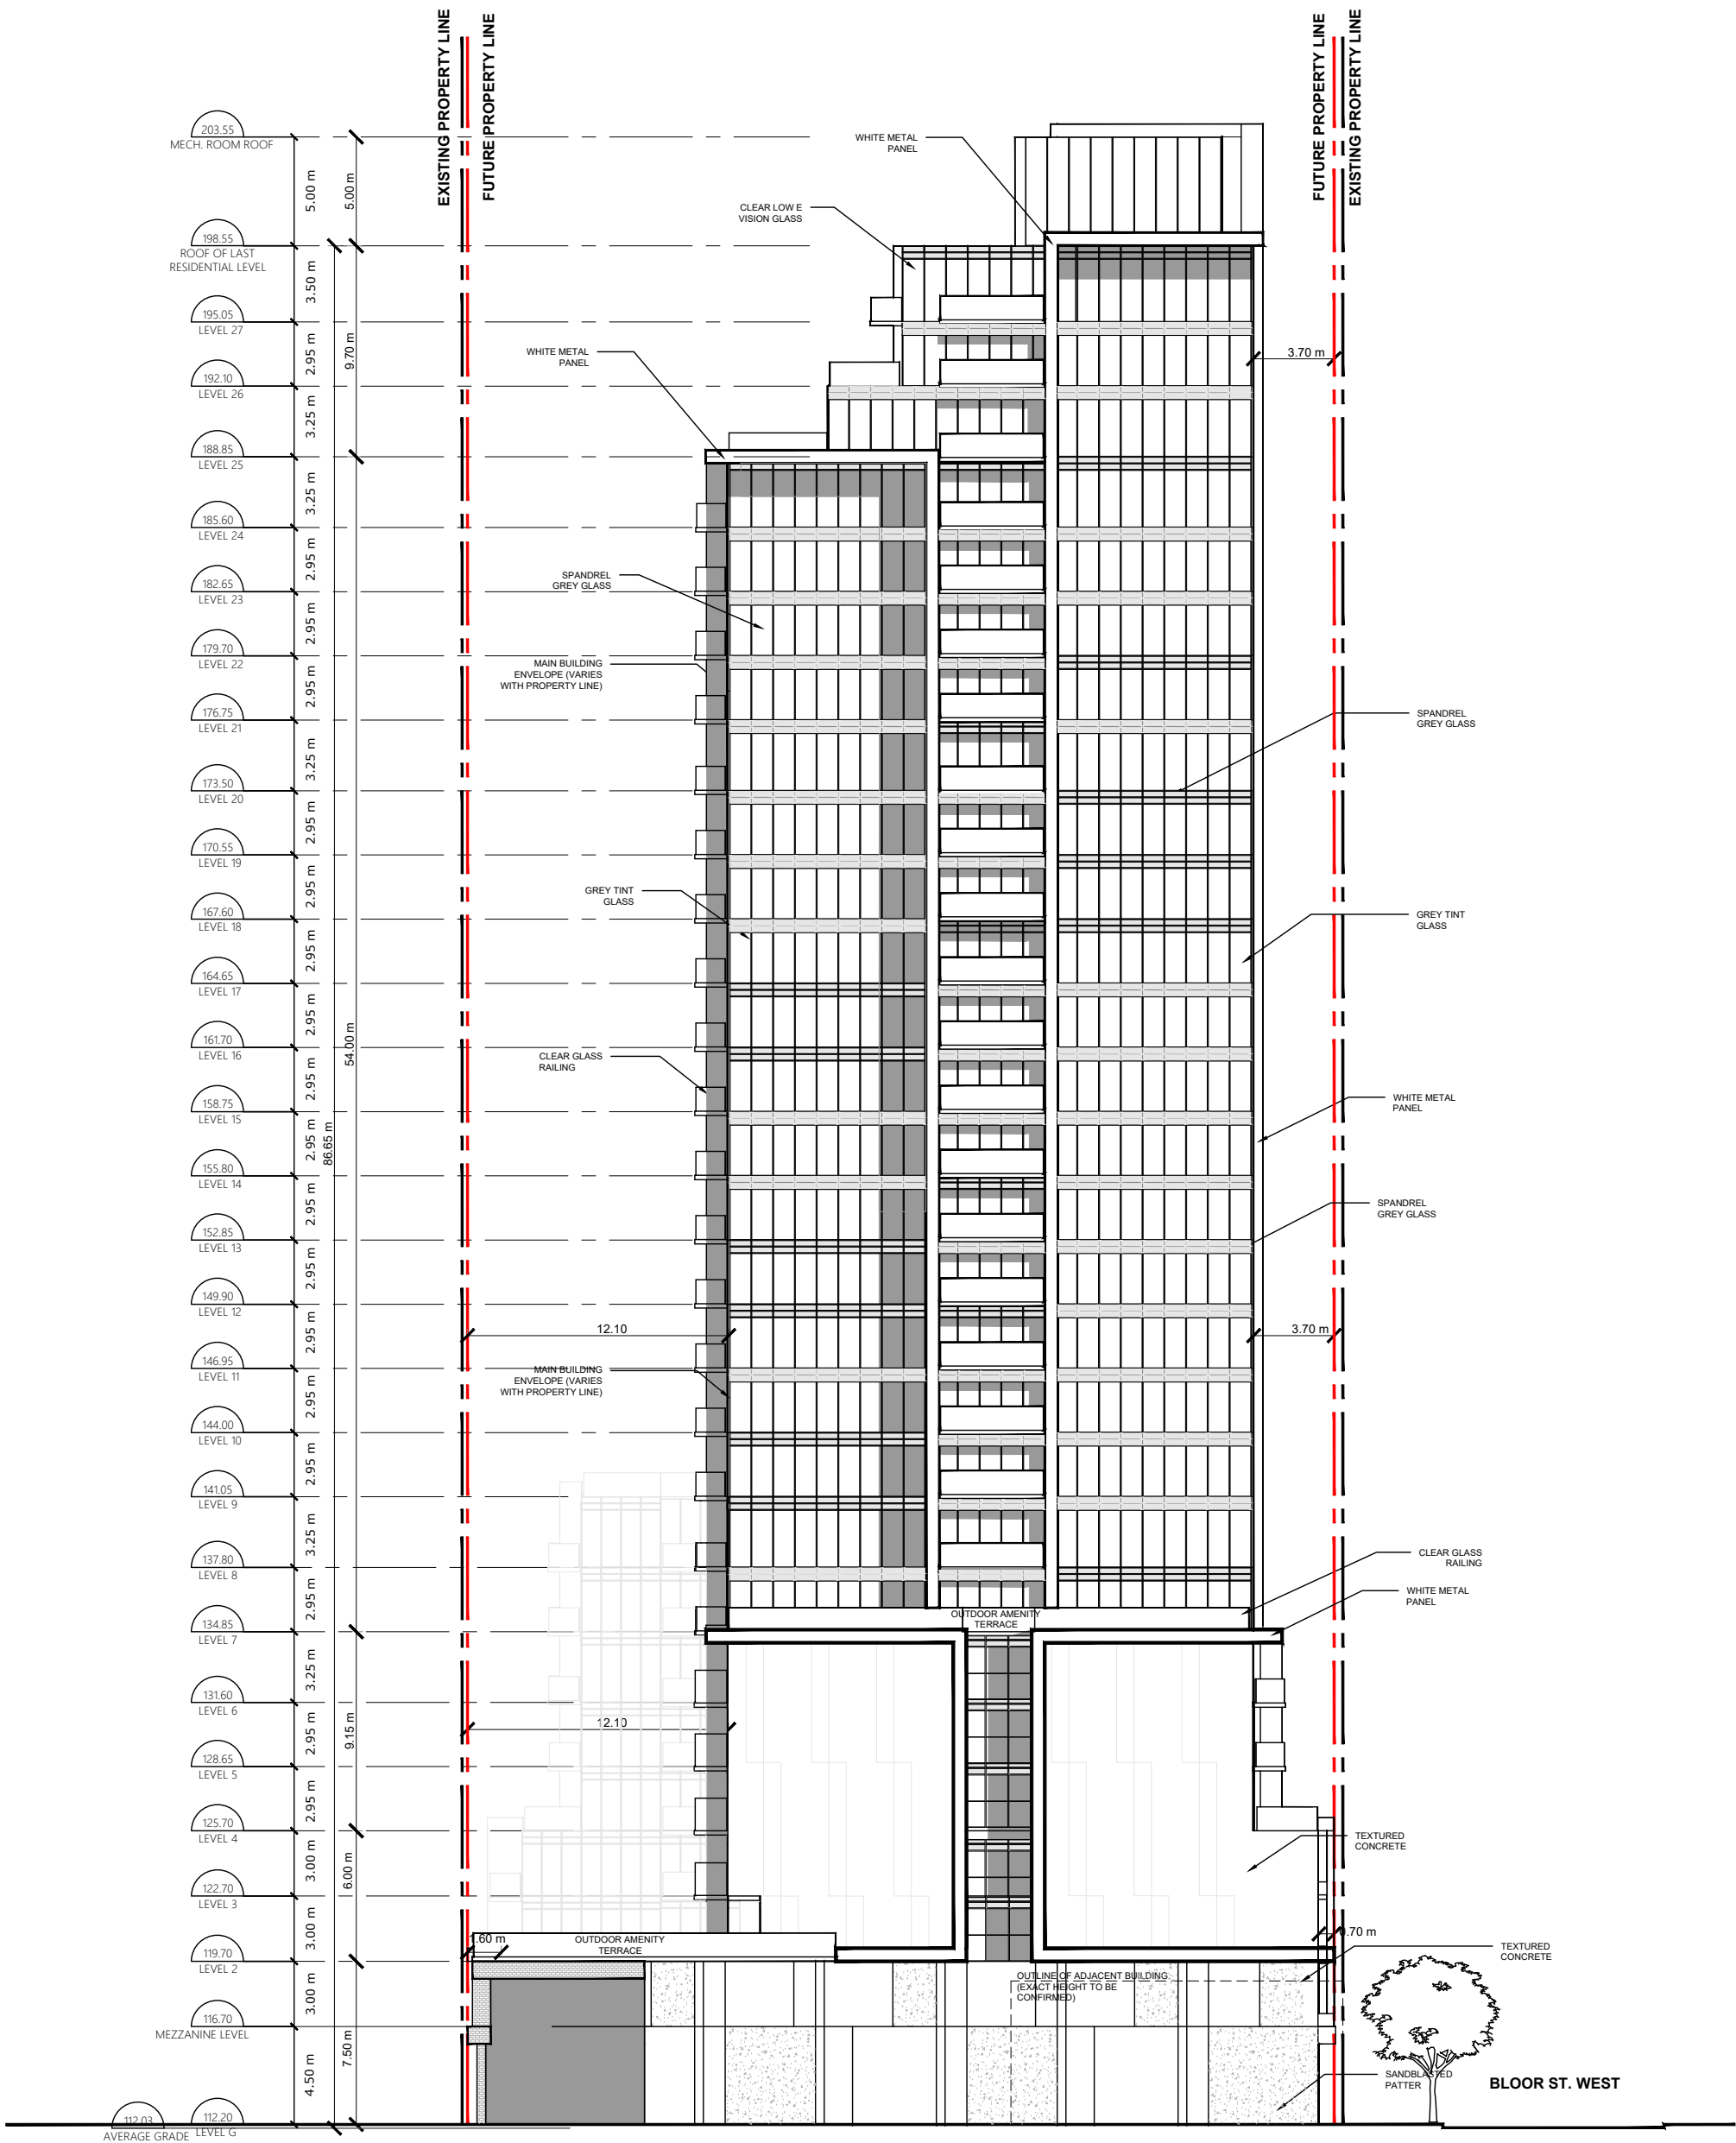 EXISTING PROPERTY LINE
FUTURE PROPERTY LINE
FUTURE PROPERTY LINE
EXISTING PROPERTY LINE
203.55
MECH. ROOM ROOF
5.00 m
5.00 m
198.55
ROOF OF LAST
RESIDENTIAL LEVEL
3.50 m
195.05
LEVEL 27
2.95 m
9.70 m
192.10
LEVEL 26
3.25 m
188.85
LEVEL 25
3.25 m
185.60
LEVEL 24
2.95 m
182.65
LEVEL 23
2.95 m
179.70
LEVEL 22
2.95 m
176.75
LEVEL 21
3.25 m
173.50
LEVEL 20
2.95 m
170.55
LEVEL 19
2.95 m
167.60
LEVEL 18
2.95 m
164.65
LEVEL 17
2.95 m
54.00 m
161.70
LEVEL 16
2.95 m
158.75
LEVEL 15
2.95 m
86.65 m
155.80
LEVEL 14
2.95 m
152.85
LEVEL 13
2.95 m
149.90
LEVEL 12
2.95 m
146.95
LEVEL 11
2.95 m
144.00
LEVEL 10
2.95 m
141.05
LEVEL 9
3.25 m
137.80
LEVEL 8
2.95 m
134.85
LEVEL 7
3.25 m
131.60
LEVEL 6
2.95 m
9.15 m
128.65
LEVEL 5
2.95 m
125.70
LEVEL 4
3.00 m
6.00 m
122.70
LEVEL 3
3.00 m
119.70
LEVEL 2
3.00 m
116.70
MEZZANINE LEVEL
7.50 m
4.50 m
112.03
AVERAGE GRADE
112.20
LEVEL G
WHITE METAL
PANEL
CLEAR LOW E
VISION GLASS
WHITE METAL
PANEL
3.70 m
SPANDREL
GREY GLASS
MAIN BUILDING
ENVELOPE (VARIES
WITH PROPERTY LINE)
SPANDREL
GREY GLASS
GREY TINT
GLASS
GREY TINT
GLASS
CLEAR GLASS
RAILING
WHITE METAL
PANEL
SPANDREL
GREY GLASS
12.10
3.70 m
MAIN BUILDING
ENVELOPE (VARIES
WITH PROPERTY LINE)
CLEAR GLASS
RAILING
WHITE METAL
PANEL
OUTDOOR AMENITY
TERRACE
12.10
TEXTURED
CONCRETE
1.60 m
OUTDOOR AMENITY
TERRACE
0.70 m
TEXTURED
CONCRETE
OUTLINE OF ADJACENT BUILDING
(EXACT HEIGHT TO BE
CONFIRMED)
SANDBLASTED
PATTER
BLOOR ST. WEST